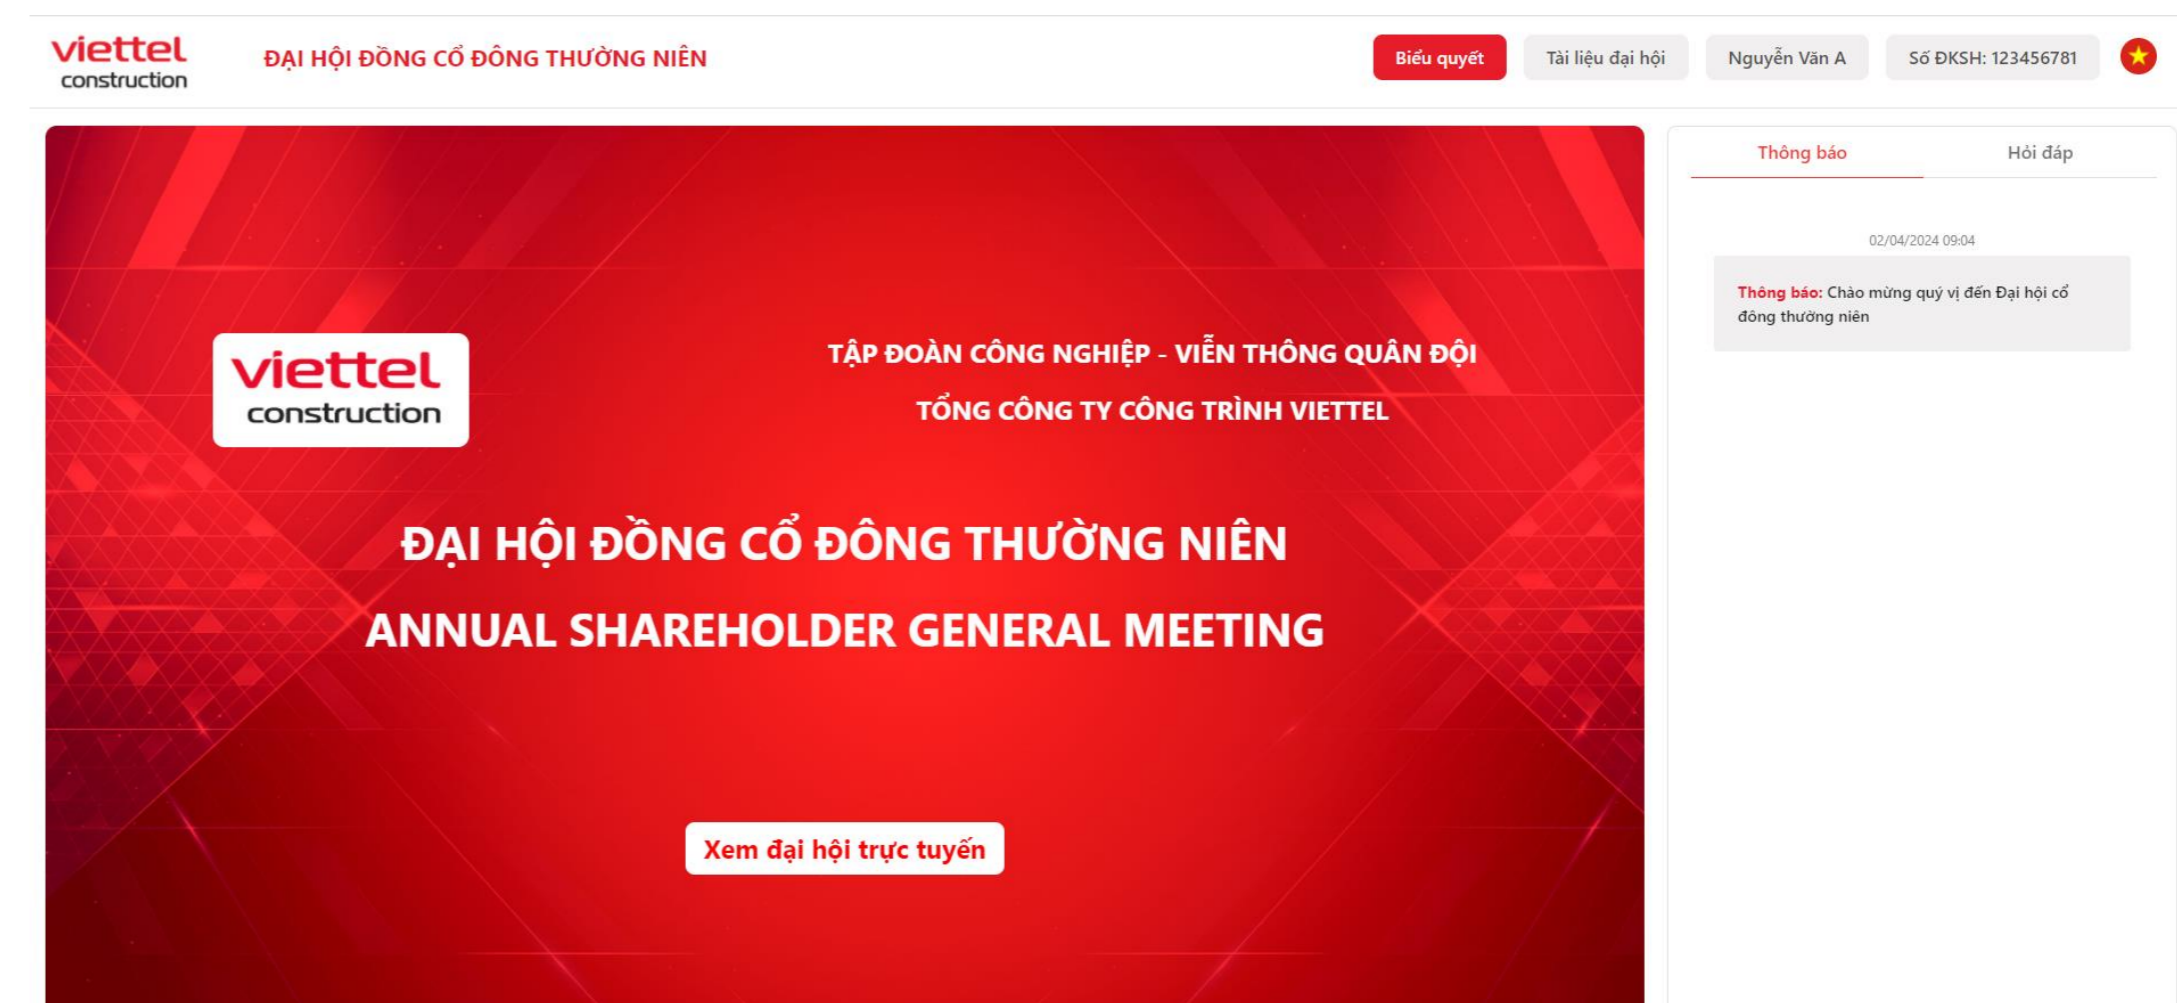 viettel
construction
ĐẠI HỘI ĐỒNG CỔ ĐÔNG THƯỜNG NIÊN
Biểu quyết
Tài liệu đại hội
Nguyễn Văn A
Số ĐKSH: 123456781
viettel
construction
TẬP ĐOÀN CÔNG NGHIỆP - VIỄN THÔNG QUÂN ĐỘI
TỔNG CÔNG TY CÔNG TRÌNH VIETTEL
ĐẠI HỘI ĐỒNG CỔ ĐÔNG THƯỜNG NIÊN
ANNUAL SHAREHOLDER GENERAL MEETING
Xem đại hội trực tuyến
Thông báo
Hỏi đáp
02/04/2024 09:04
Thông báo: Chào mừng quý vị đến Đại hội cổ
đông thường niên